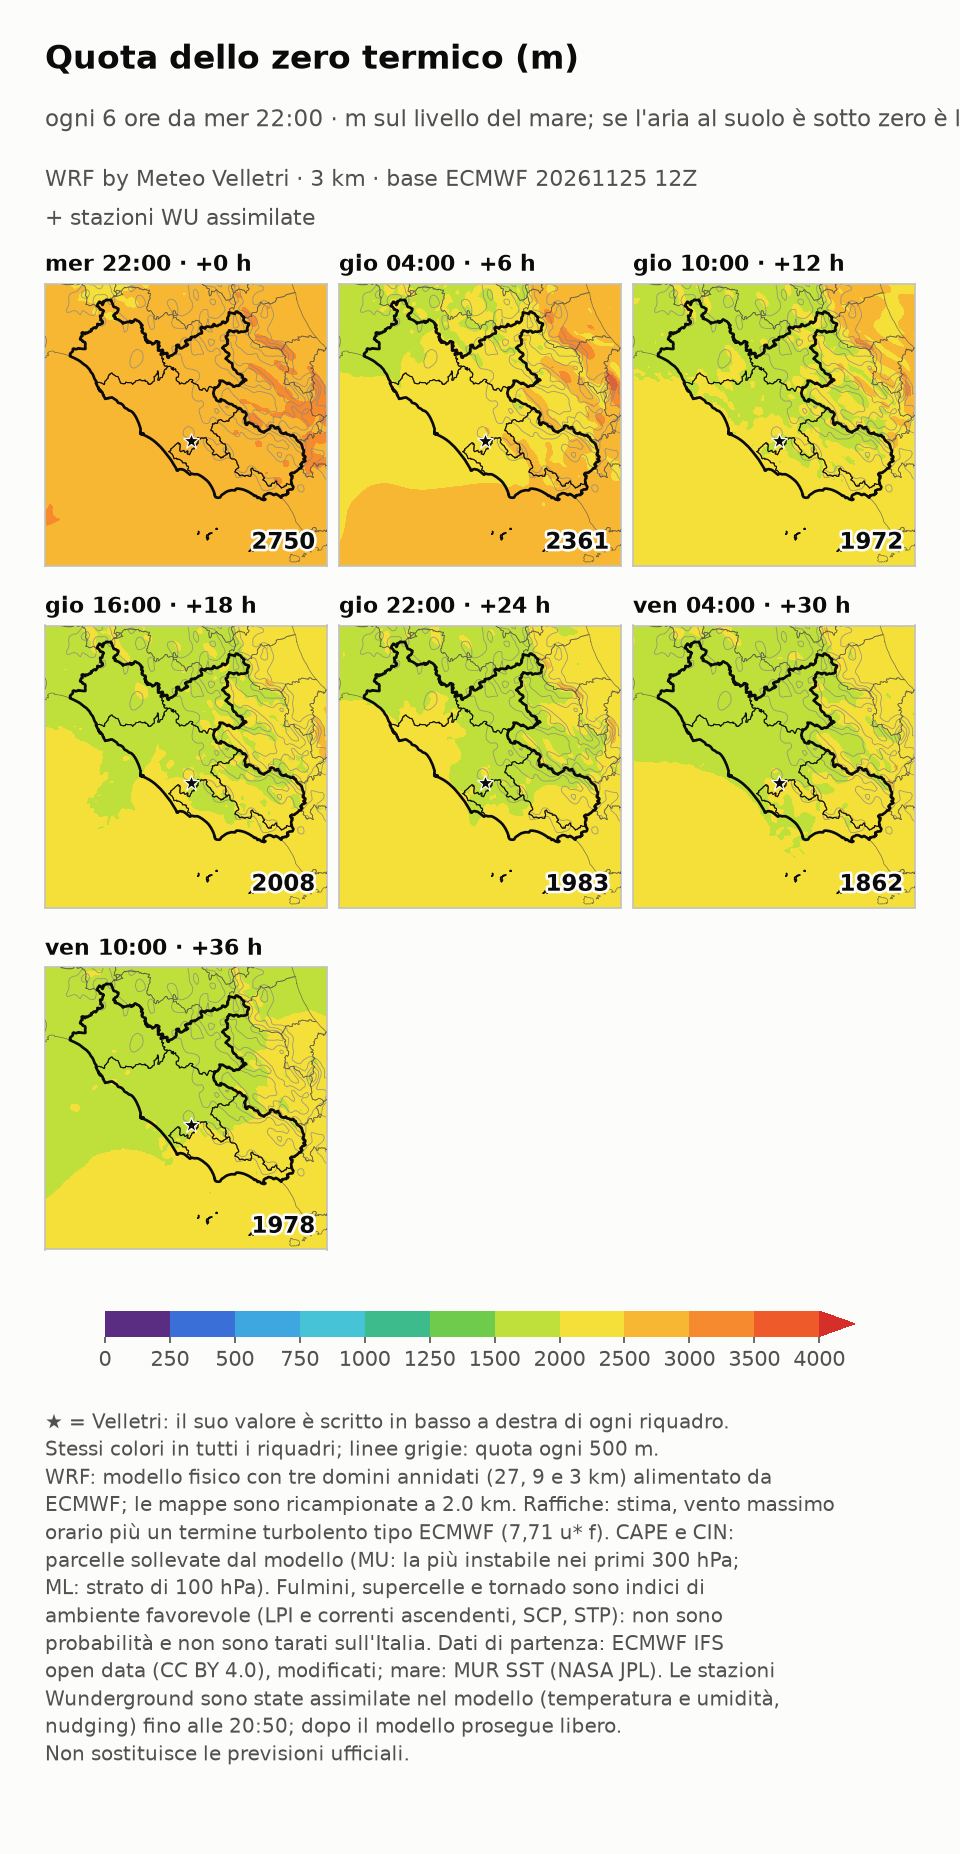 Quota dello zero termico (m)
ogni 6 ore da mer 22:00 · m sul livello del mare; se l'aria al suolo è sotto zero è l
WRF by Meteo Velletri · 3 km · base ECMWF 20261125 12Z
+ stazioni WU assimilate
mer 22:00 · +0 h
gio 04:00 · +6 h
gio 10:00 · +12 h
2750
2361
1972
gio 16:00 · +18 h
gio 22:00 · +24 h
ven 04:00 · +30 h
2008
1983
1862
ven 10:00 · +36 h
1978
0 250 500 750 1000 1250 1500 2000 2500 3000 3500 4000
★ = Velletri: il suo valore è scritto in basso a destra di ogni riquadro.
Stessi colori in tutti i riquadri; linee grigie: quota ogni 500 m.
WRF: modello fisico con tre domini annidati (27, 9 e 3 km) alimentato da
ECMWF; le mappe sono ricampionate a 2.0 km. Raffiche: stima, vento massimo
orario più un termine turbolento tipo ECMWF (7,71 u* f). CAPE e CIN:
parcelle sollevate dal modello (MU: la più instabile nei primi 300 hPa;
ML: strato di 100 hPa). Fulmini, supercelle e tornado sono indici di
ambiente favorevole (LPI e correnti ascendenti, SCP, STP): non sono
probabilità e non sono tarati sull'Italia. Dati di partenza: ECMWF IFS
open data (CC BY 4.0), modificati; mare: MUR SST (NASA JPL). Le stazioni
Wunderground sono state assimilate nel modello (temperatura e umidità,
nudging) fino alle 20:50; dopo il modello prosegue libero.
Non sostituisce le previsioni ufficiali.